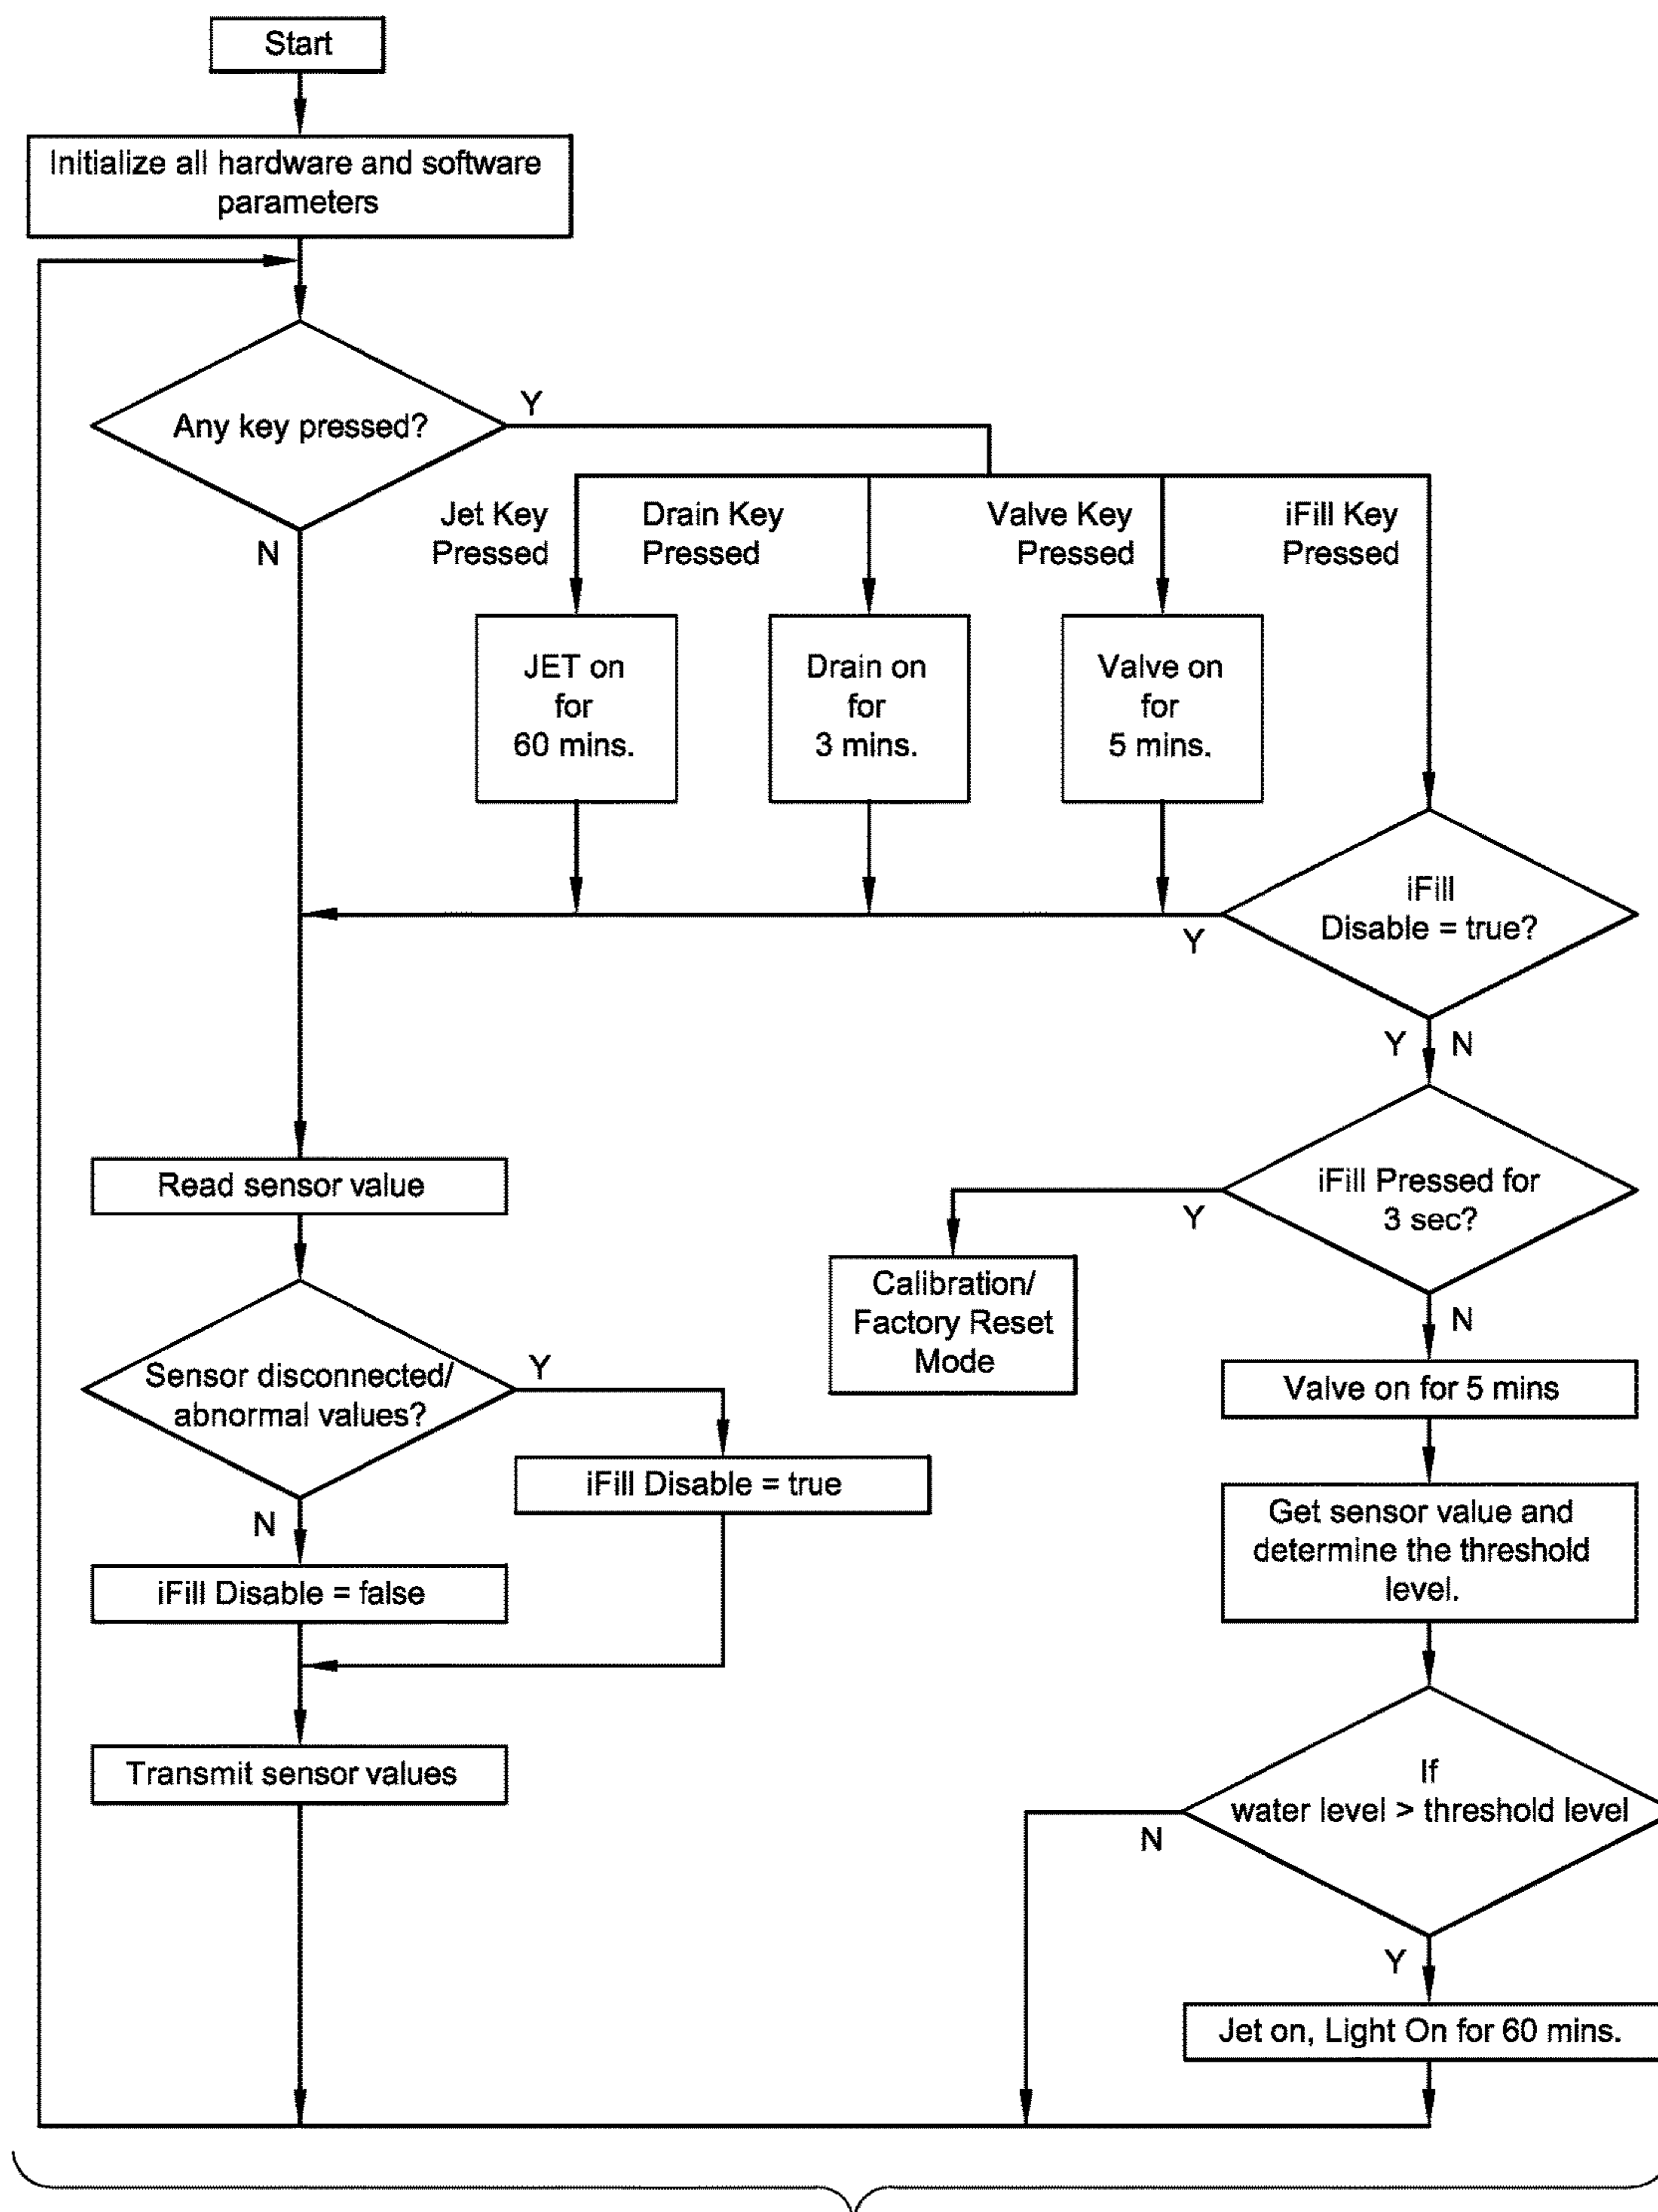 Start
Initialize all hardware and software
parameters
Any key pressed?
Y
N
Jet Key
Pressed
Drain Key
Pressed
Valve Key
Pressed
iFill Key
Pressed
JET on
for
60 mins.
Drain on
for
3 mins.
Valve on
for
5 mins.
iFill
Disable = true?
Y
Y
N
Read sensor value
iFill Pressed for
3 sec?
Y
N
Calibration/
Factory Reset
Mode
Sensor disconnected/
abnormal values?
Y
N
Valve on for 5 mins
iFill Disable = true
Get sensor value and
determine the threshold
level.
iFill Disable = false
Transmit sensor values
If
water level > threshold level
N
Y
Jet on, Light On for 60 mins.